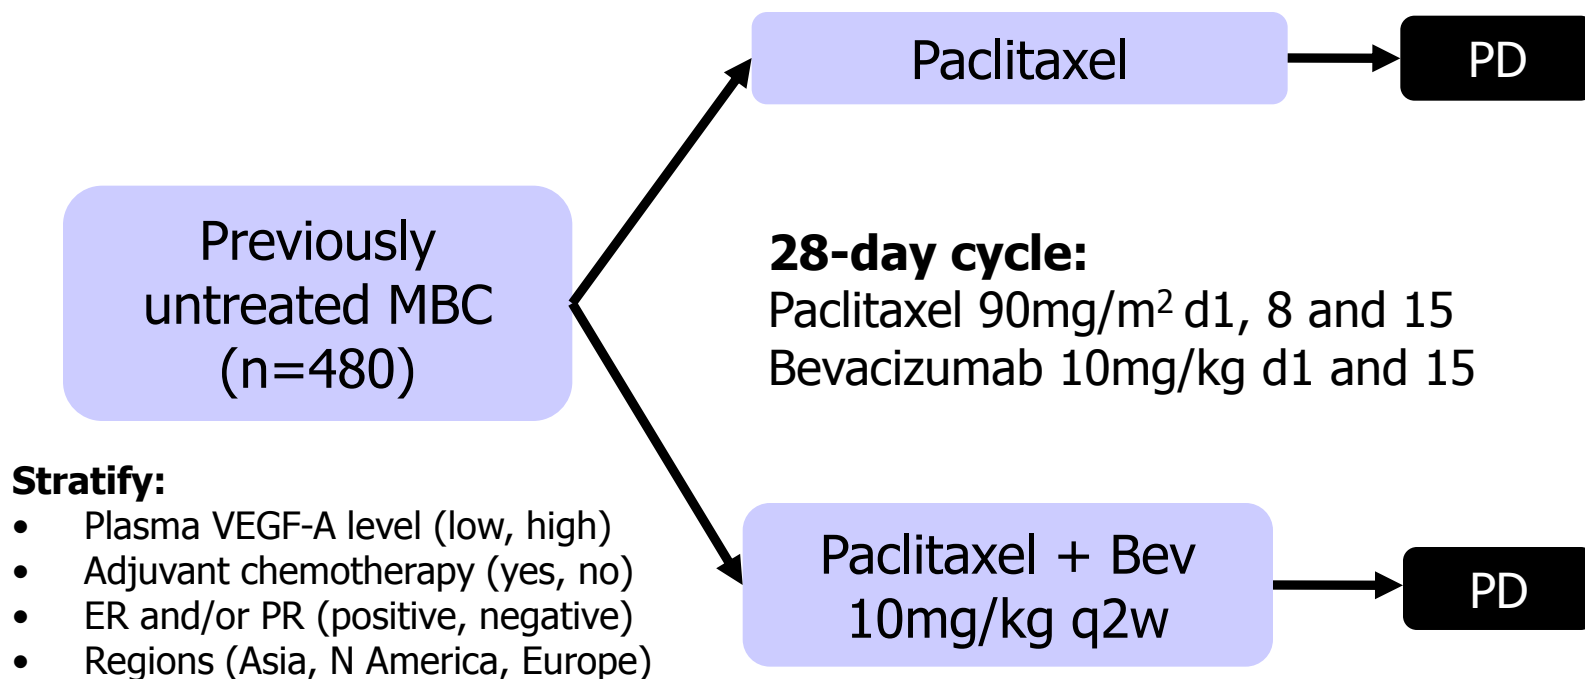 Paclitaxel
PD
Previously
untreated MBC
(n=480)
28-day cycle:
Paclitaxel 90mg/m² d1, 8 and 15
Bevacizumab 10mg/kg d1 and 15
Stratify:
• Plasma VEGF-A level (low, high)
• Adjuvant chemotherapy (yes, no)
• ER and/or PR (positive, negative)
• Regions (Asia, N America, Europe)
Paclitaxel + Bev
10mg/kg q2w
PD